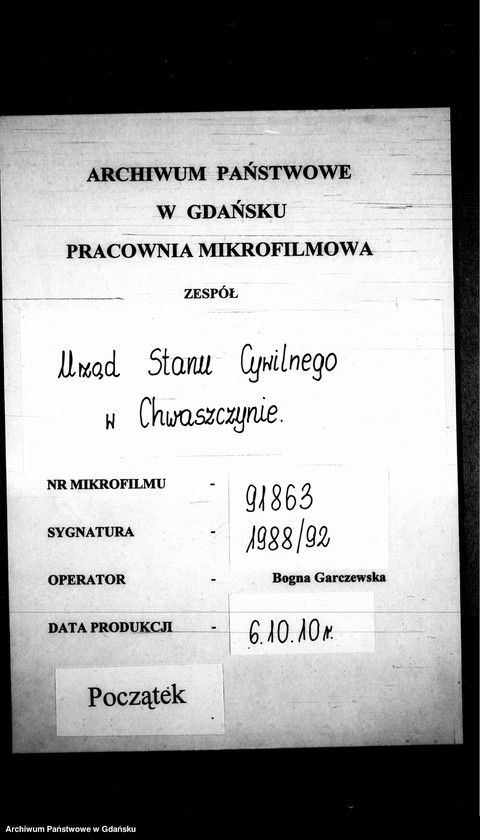 ARCHIWUM PAŃSTWOWE
W GDAŃSKU
PRACOWNIA MIKROFILMOWA
ZESPÓŁ
Urząd Stanu Cywilnego
w Chwaszczynie.
NR MIKROFILMU - 91863
SYGNATURA - 1988/92
OPERATOR - Bogna Garczewska
DATA PRODUKCJI - 6.10.10r.
Początek
Archiwum Państwowe w Gdańsku